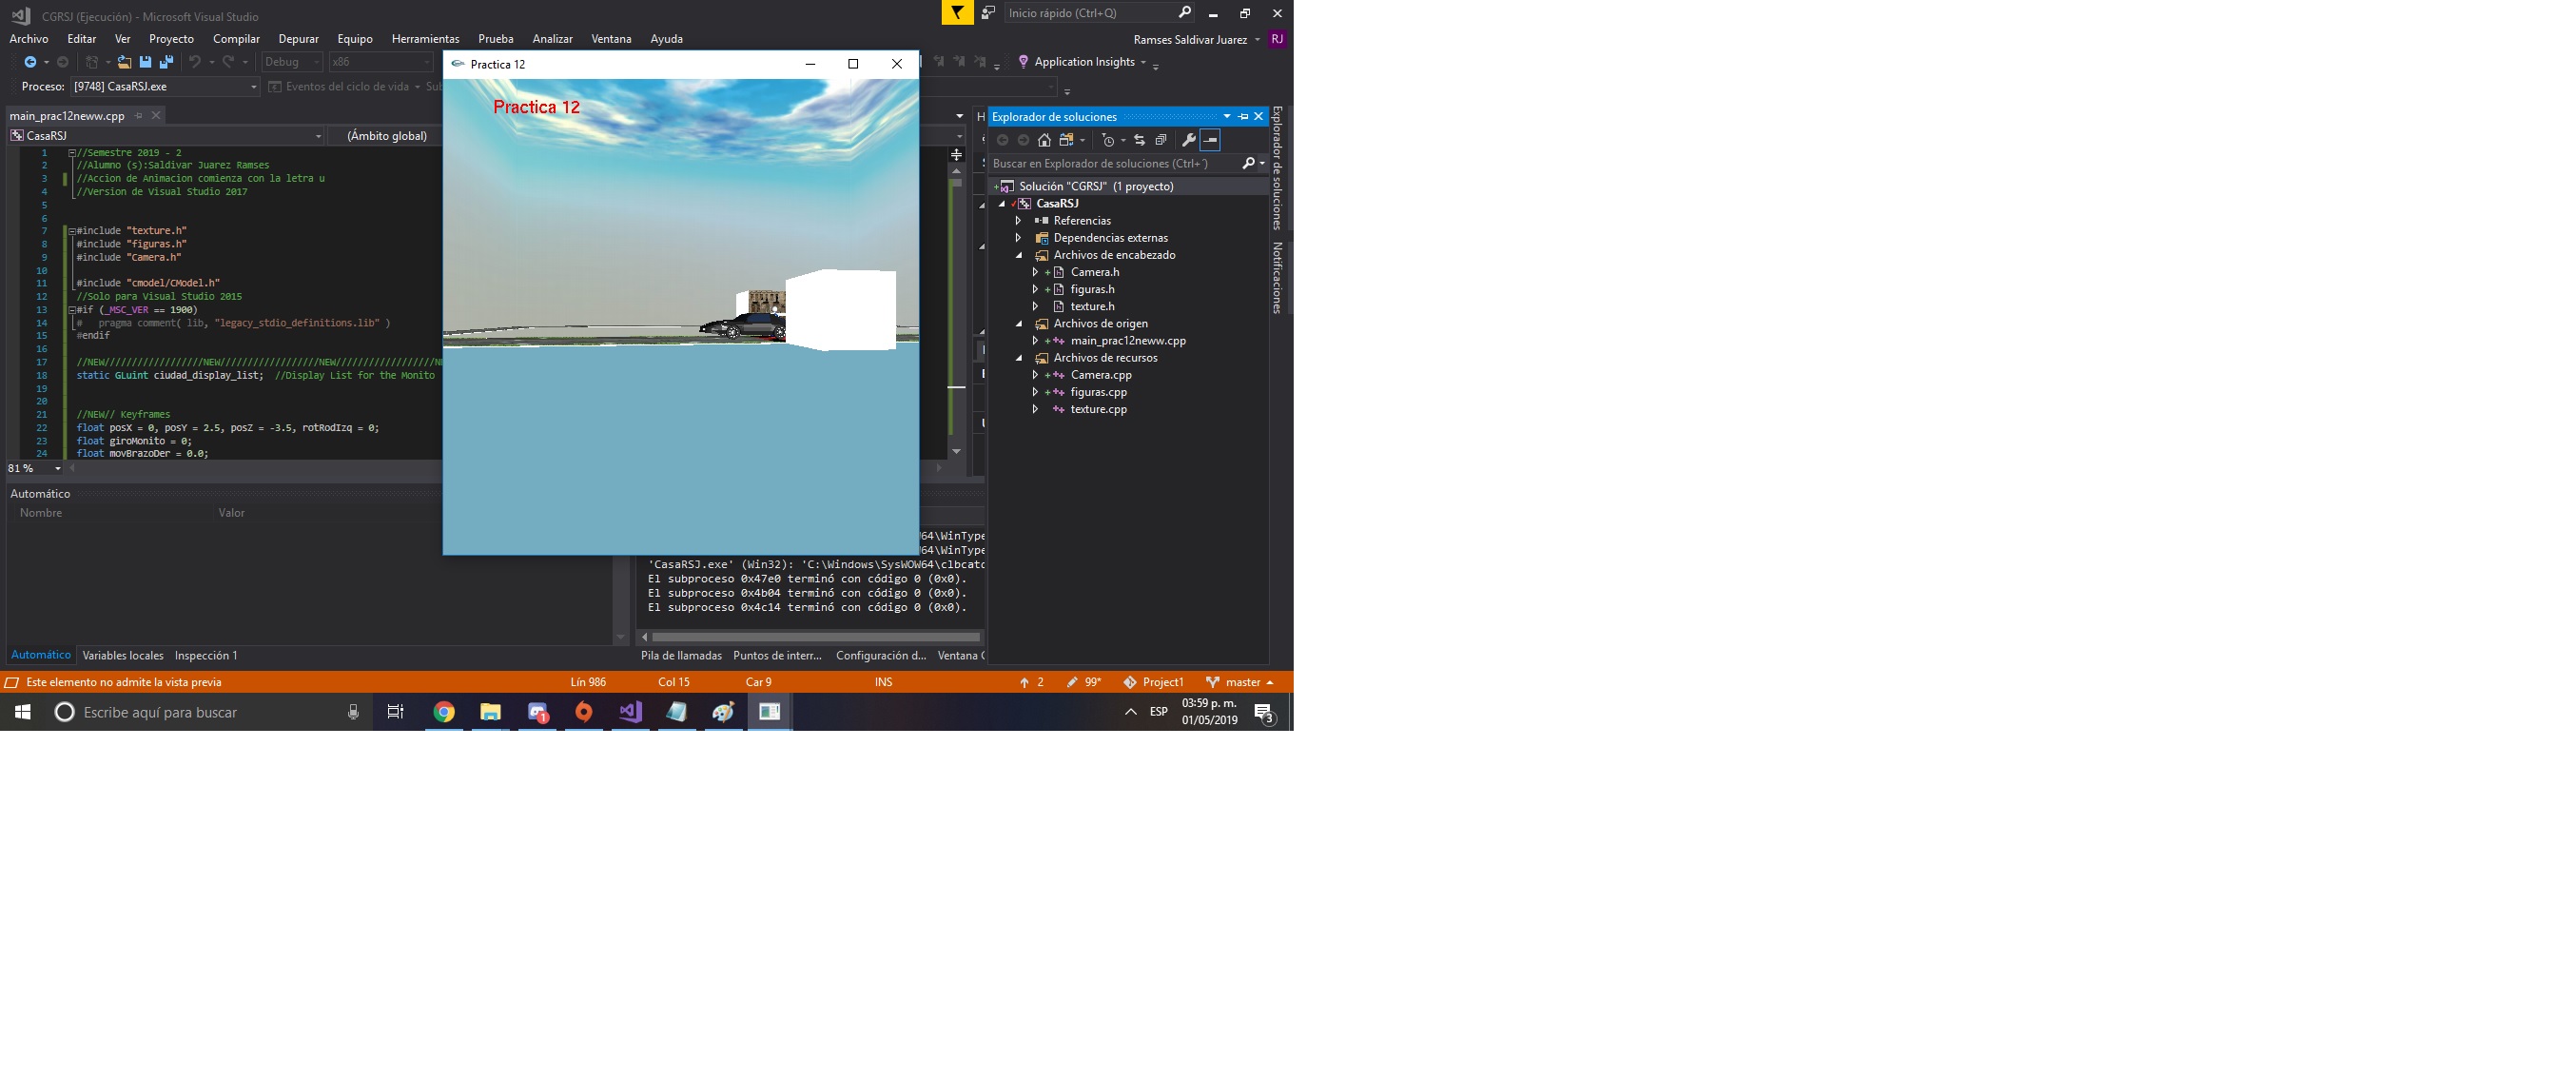 CGRSJ (Ejecución) - Microsoft Visual Studio
Inicio rápido (Ctrl+Q)
Archivo Editar Ver Proyecto Compilar Depurar Equipo Herramientas Prueba Analizar Ventana Ayuda
Ramses Saldivar Juarez RJ
Debug x86
Application Insights
Proceso: [9748] CasaRSJ.exe Eventos del ciclo de vida
main_prac12neww.cpp
CasaRSJ (Ámbito global)
1 //Semestre 2019 - 2
2 //Alumno (s):Saldivar Juarez Ramses
3 //Accion de Animacion comienza con la letra u
4 //Version de Visual Studio 2017
5
6
7 #include "texture.h"
8 #include "figuras.h"
9 #include "Camera.h"
10
11 #include "cmodel/CModel.h"
12 //Solo para Visual Studio 2015
13 #if (_MSC_VER == 1900)
14 # pragma comment( lib, "legacy_stdio_definitions.lib" )
15 #endif
16
17 //NEW//////////////////NEW//////////////////NEW//////////////////
18 static GLuint ciudad_display_list; //Display List for the Monito
19
20
21 //NEW// Keyframes
22 float posX = 0, posY = 2.5, posZ = -3.5, rotRodIzq = 0;
23 float giroMonito = 0;
24 float movBrazoDer = 0.0;
81 %
Practica 12
Practica 12
Automático
Nombre Valor
Automático Variables locales Inspección 1
64\WinType
64\WinType
'CasaRSJ.exe' (Win32): 'C:\Windows\SysWOW64\clbcatq
El subproceso 0x47e0 terminó con código 0 (0x0).
El subproceso 0x4b04 terminó con código 0 (0x0).
El subproceso 0x4c14 terminó con código 0 (0x0).
Pila de llamadas Puntos de interr... Configuración d... Ventana
Explorador de soluciones
Buscar en Explorador de soluciones (Ctrl+´)
Solución "CGRSJ" (1 proyecto)
CasaRSJ
Referencias
Dependencias externas
Archivos de encabezado
Camera.h
figuras.h
texture.h
Archivos de origen
main_prac12neww.cpp
Archivos de recursos
Camera.cpp
figuras.cpp
texture.cpp
Explorador de soluciones
Notificaciones
Este elemento no admite la vista previa Lín 986 Col 15 Car 9 INS 2 99* Project1 master
Escribe aquí para buscar
1
ESP
03:59 p. m.
01/05/2019
3